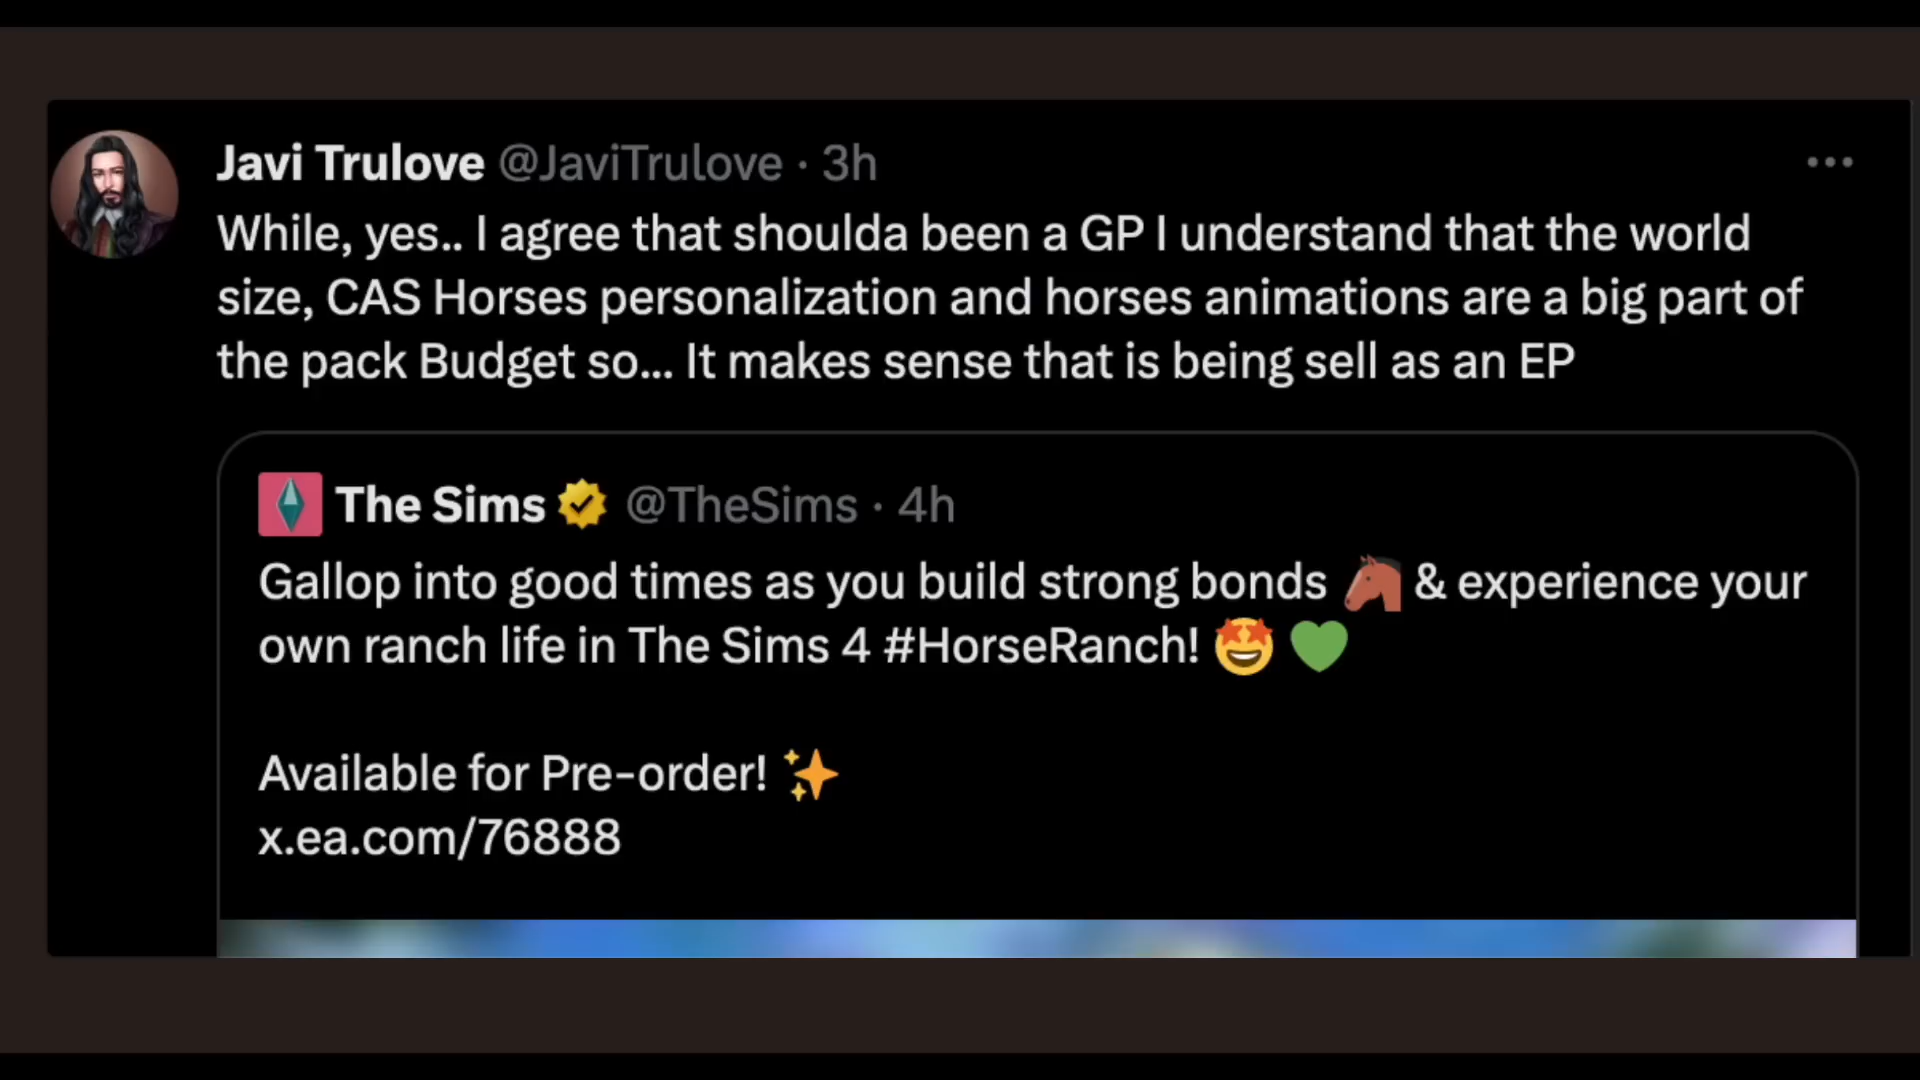 Javi Trulove @JaviTrulove · 3h
While, yes.. I agree that shoulda been a GP I understand that the world
size, CAS Horses personalization and horses animations are a big part of
the pack Budget so... It makes sense that is being sell as an EP
The Sims @TheSims · 4h
Gallop into good times as you build strong bonds 🐴 & experience your
own ranch life in The Sims 4 #HorseRanch! 🤩 💚
Available for Pre-order! ✨
x.ea.com/76888